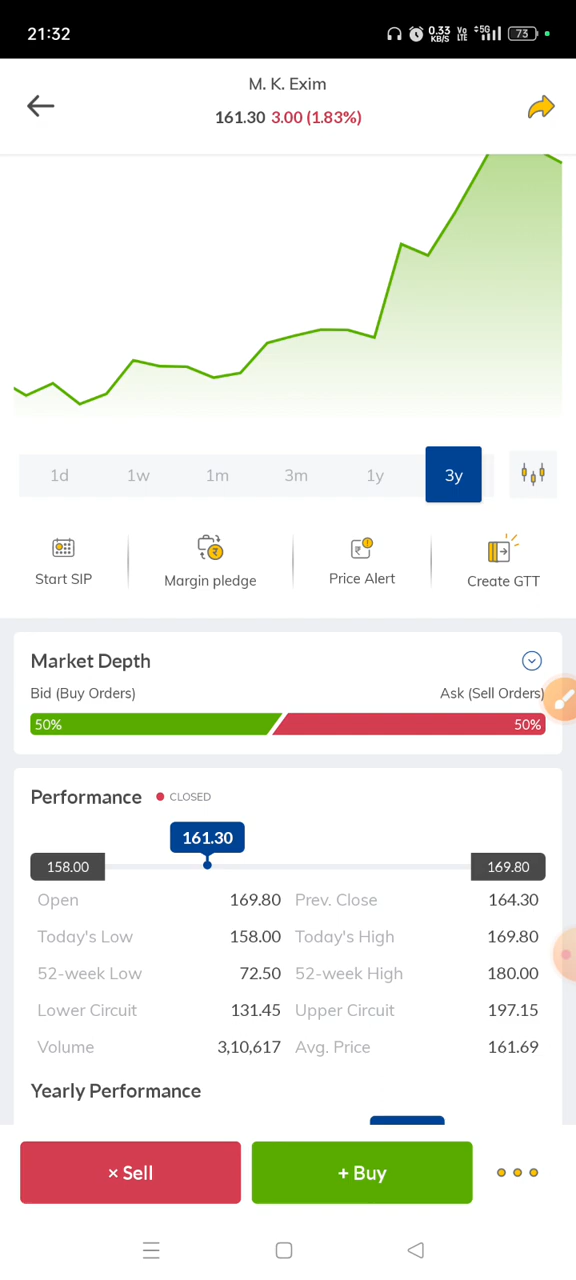 21:32
0.33 KB/S Vo LTE 5G 73
M. K. Exim
161.30 3.00 (1.83%)
1d 1w 1m 3m 1y 3y
Start SIP Margin pledge Price Alert Create GTT
Market Depth
Bid (Buy Orders) Ask (Sell Orders)
50% 50%
Performance CLOSED
161.30
158.00 169.80
Open 169.80 Prev. Close 164.30
Today's Low 158.00 Today's High 169.80
52-week Low 72.50 52-week High 180.00
Lower Circuit 131.45 Upper Circuit 197.15
Volume 3,10,617 Avg. Price 161.69
Yearly Performance
× Sell + Buy